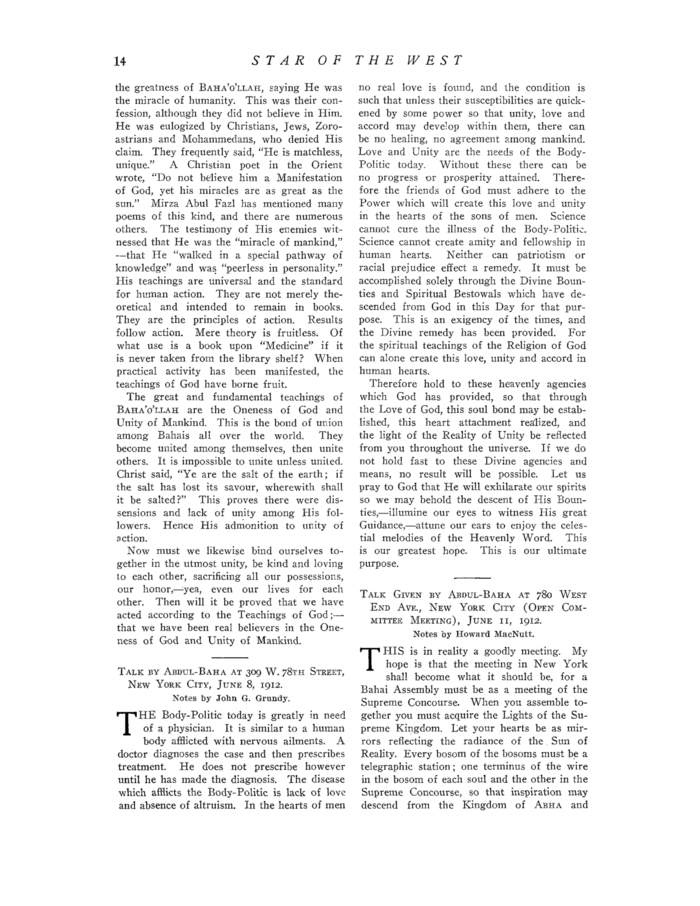 14
STAR OF THE WEST
the greatness of BAHA'O'LLAH, saying He was
the miracle of humanity. This was their con-
fession, although they did not believe in Him.
He was eulogized by Christians, Jews, Zoro-
astrians and Mohammedans, who denied His
claim. They frequently said, "He is matchless,
unique." A Christian poet in the Orient
wrote, "Do not believe him a Manifestation
of God, yet his miracles are as great as the
sun." Mirza Abul Fazl has mentioned many
poems of this kind, and there are numerous
others. The testimony of His enemies wit-
nessed that He was the "miracle of mankind,"
—that He "walked in a special pathway of
knowledge" and was "peerless in personality."
His teachings are universal and the standard
for human action. They are not merely the-
oretical and intended to remain in books.
They are the principles of action. Results
follow action. Mere theory is fruitless. Of
what use is a book upon "Medicine" if it
is never taken from the library shelf? When
practical activity has been manifested, the
teachings of God have borne fruit.
The great and fundamental teachings of
BAHA'O'LLAH are the Oneness of God and
Unity of Mankind. This is the bond of union
among Bahais all over the world. They
become united among themselves, then unite
others. It is impossible to unite unless united.
Christ said, "Ye are the salt of the earth; if
the salt has lost its savour, wherewith shall
it be salted?" This proves there were dis-
sensions and lack of unity among His fol-
lowers. Hence His admonition to unity of
action.
Now must we likewise bind ourselves to-
gether in the utmost unity, be kind and loving
to each other, sacrificing all our possessions,
our honor,—yea, even our lives for each
other. Then will it be proved that we have
acted according to the Teachings of God;—
that we have been real believers in the One-
ness of God and Unity of Mankind.
TALK BY ABDUL-BAHA AT 309 W. 78TH STREET,
NEW YORK CITY, JUNE 8, 1912.
Notes by John G. Grundy.
THE Body-Politic today is greatly in need
of a physician. It is similar to a human
body afflicted with nervous ailments. A
doctor diagnoses the case and then prescribes
treatment. He does not prescribe however
until he has made the diagnosis. The disease
which afflicts the Body-Politic is lack of love
and absence of altruism. In the hearts of men
no real love is found, and the condition is
such that unless their susceptibilities are quick-
ened by some power so that unity, love and
accord may develop within them, there can
be no healing, no agreement among mankind.
Love and Unity are the needs of the Body-
Politic today. Without these there can be
no progress or prosperity attained. There-
fore the friends of God must adhere to the
Power which will create this love and unity
in the hearts of the sons of men. Science
cannot cure the illness of the Body-Politic.
Science cannot create amity and fellowship in
human hearts. Neither can patriotism or
racial prejudice effect a remedy. It must be
accomplished solely through the Divine Boun-
ties and Spiritual Bestowals which have de-
scended from God in this Day for that pur-
pose. This is an exigency of the times, and
the Divine remedy has been provided. For
the spiritual teachings of the Religion of God
can alone create this love, unity and accord in
human hearts.
Therefore hold to these heavenly agencies
which God has provided, so that through
the Love of God, this soul bond may be estab-
lished, this heart attachment realized, and
the light of the Reality of Unity be reflected
from you throughout the universe. If we do
not hold fast to these Divine agencies and
means, no result will be possible. Let us
pray to God that He will exhilarate our spirits
so we may behold the descent of His Boun-
ties,—illumine our eyes to witness His great
Guidance,—attune our ears to enjoy the celes-
tial melodies of the Heavenly Word. This
is our greatest hope. This is our ultimate
purpose.
TALK GIVEN BY ABDUL-BAHA AT 780 WEST
END AVE., NEW YORK CITY (OPEN COM-
MITTEE MEETING), JUNE 11, 1912.
Notes by Howard MacNutt.
THIS is in reality a goodly meeting. My
hope is that the meeting in New York
shall become what it should be, for a
Bahai Assembly must be as a meeting of the
Supreme Concourse. When you assemble to-
gether you must acquire the Lights of the Su-
preme Kingdom. Let your hearts be as mir-
rors reflecting the radiance of the Sun of
Reality. Every bosom of the bosoms must be a
telegraphic station; one terminus of the wire
in the bosom of each soul and the other in the
Supreme Concourse, so that inspiration may
descend from the Kingdom of ABHA and